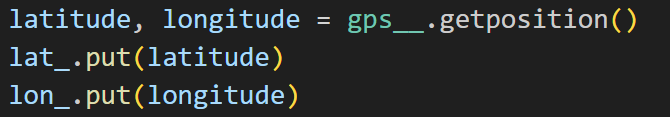 latitude, longitude = gps__.getposition()
lat_.put(latitude)
lon_.put(longitude)